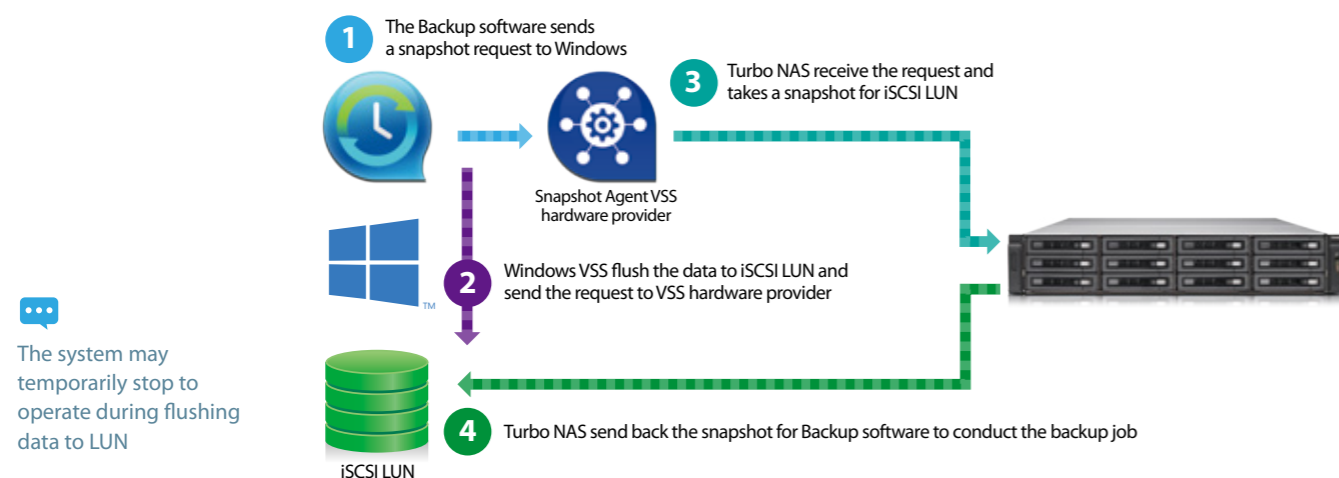 1
The Backup software sends
a snapshot request to Windows
3
Turbo NAS receive the request and
takes a snapshot for iSCSI LUN
Snapshot Agent VSS
hardware provider
TM
2
Windows VSS flush the data to iSCSI LUN and
send the request to VSS hardware provider
The system may
temporarily stop to
operate during flushing
data to LUN
4
Turbo NAS send back the snapshot for Backup software to conduct the backup job
iSCSI LUN